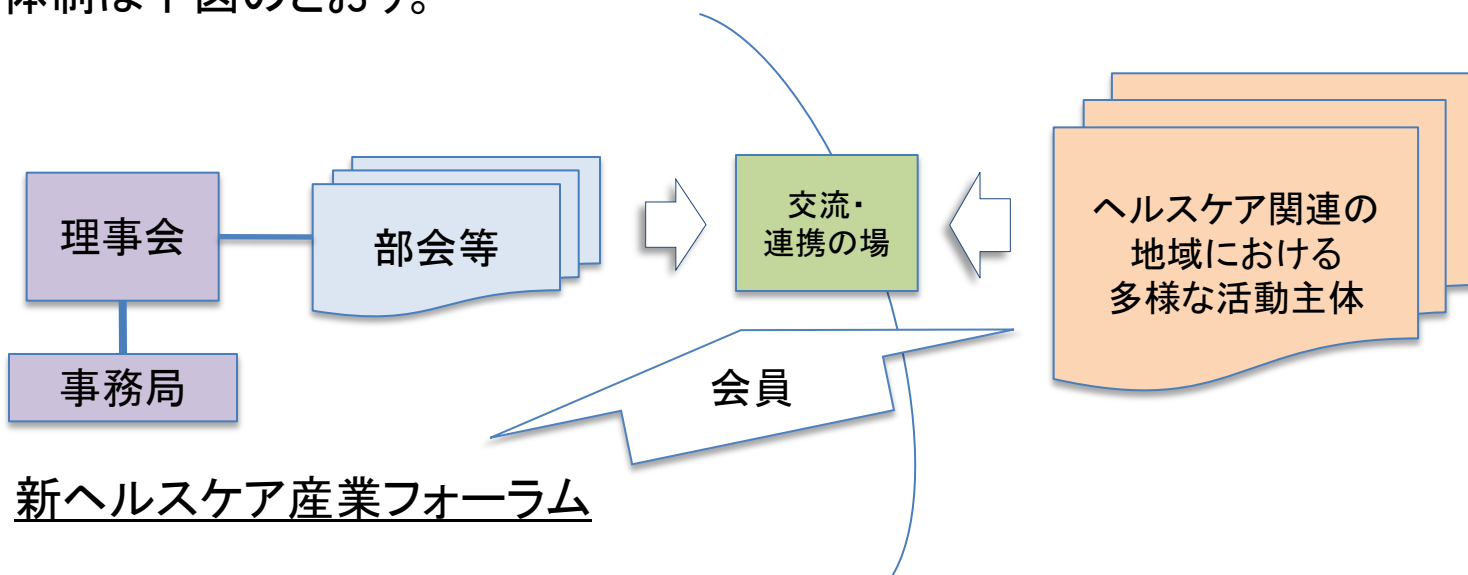 体制は下図のとおり。
理事会
部会等
交流・
連携の場
ヘルスケア関連の
地域における
多様な活動主体
事務局
会員
新ヘルスケア産業フォーラム